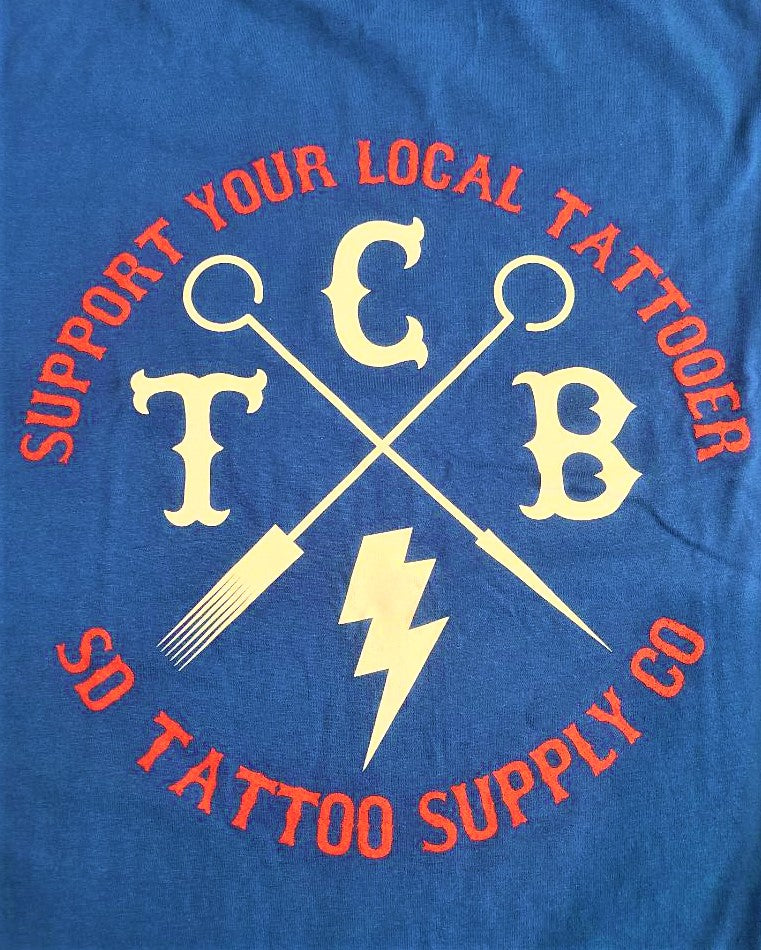 SUPPORT YOUR LOCAL TATTOOER
T C B
SD TATTOO SUPPLY CO